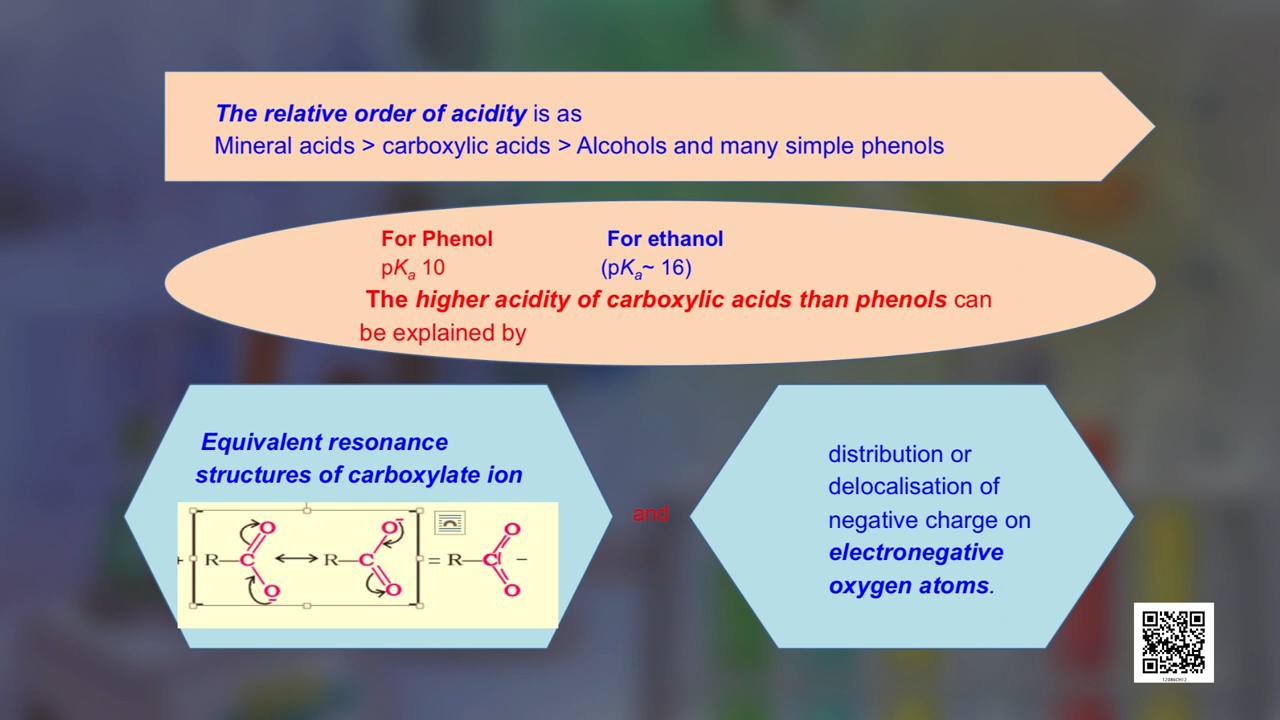 The relative order of acidity is as
Mineral acids > carboxylic acids > Alcohols and many simple phenols
For Phenol For ethanol
pKa 10 (pKa~ 16)
The higher acidity of carboxylic acids than phenols can
be explained by
Equivalent resonance
structures of carboxylate ion
O O-
R–C ⟷ R–C = R–C –
O- O
O
O
and
distribution or
delocalisation of
negative charge on
electronegative
oxygen atoms.